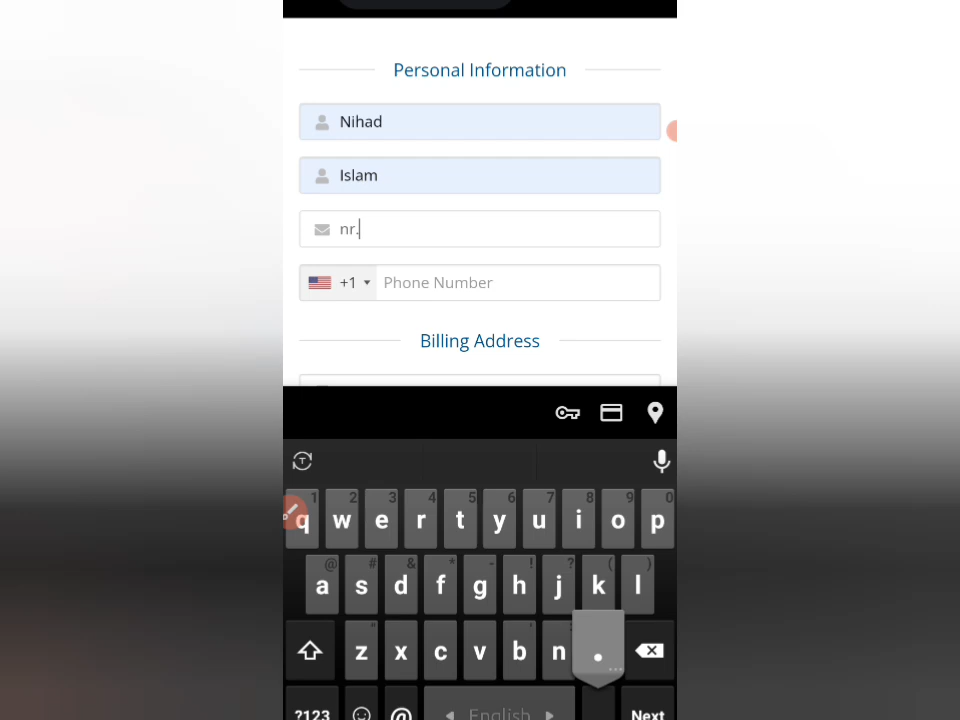 Personal Information
Nihad
Islam
nr.
+1 Phone Number
Billing Address
1 2 3 4 5 6 7 8 9 0
q w e r t y u i o p
@ # & * - ! ? ( )
a s d f g h j k l
z x c v b n .
?123 @ English Next